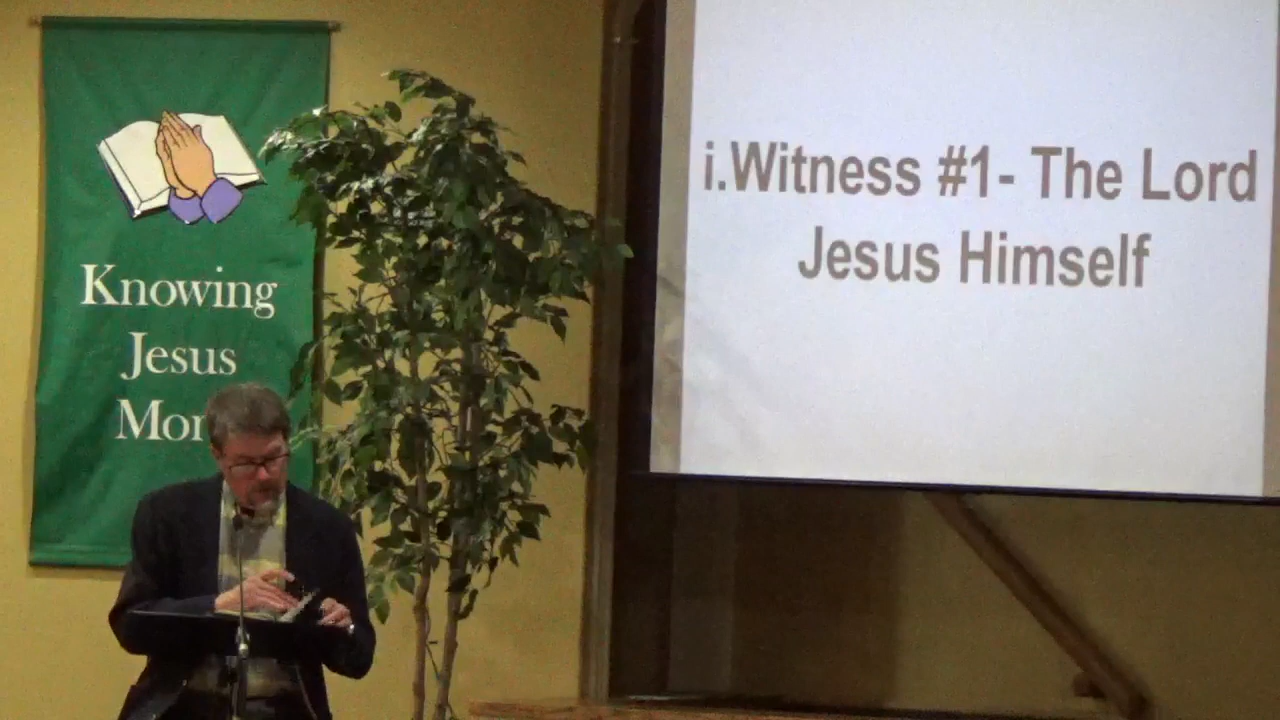 Knowing
Jesus
Mor
i.Witness #1- The Lord
Jesus Himself